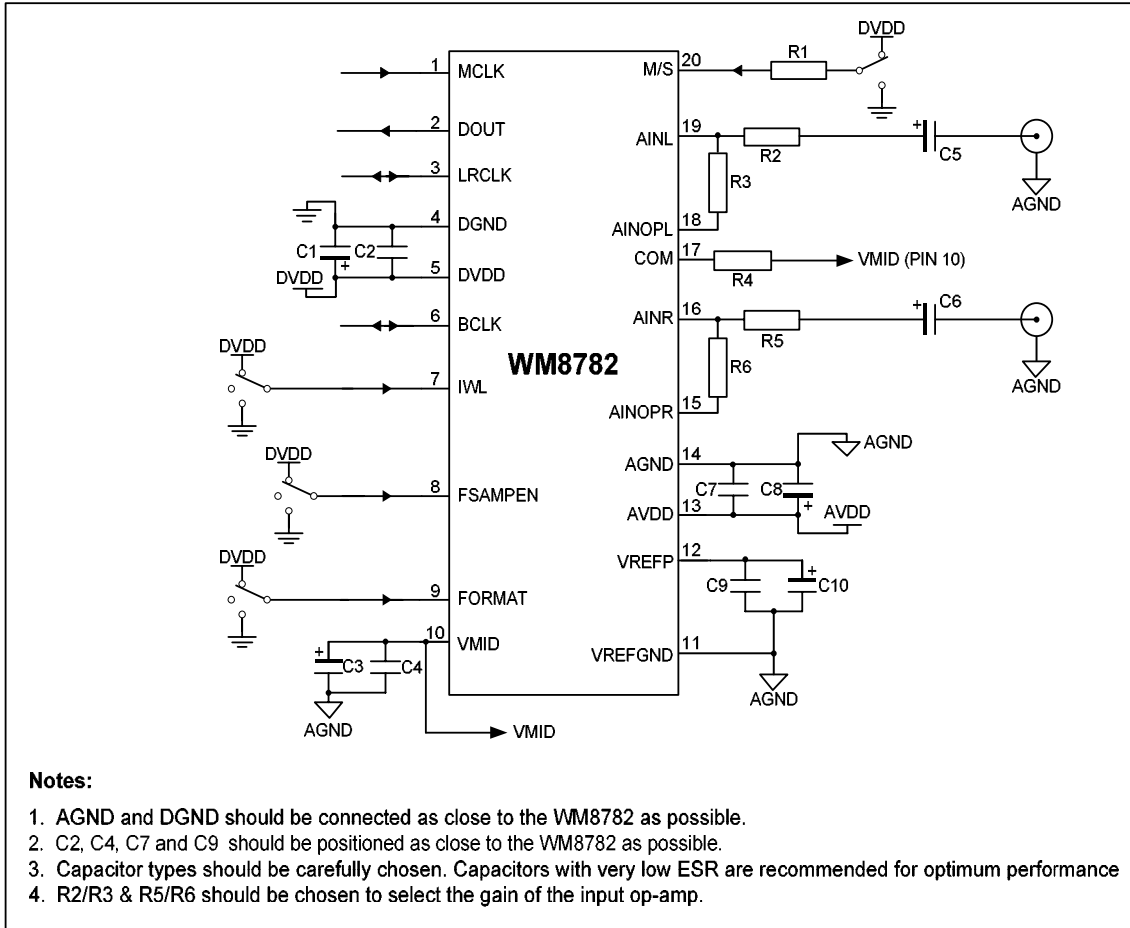 DVDD
R1
1 MCLK
M/S 20
2 DOUT
AINL 19
R2
C5
AGND
3 LRCLK
R3
4 DGND
AINOPL 18
C1 C2
COM 17
R4
VMID (PIN 10)
5 DVDD
DVDD
6 BCLK
AINR 16
R5
C6
AGND
DVDD
WM8782
R6
7 IWL
AINOPR 15
AGND 14
AGND
DVDD
8 FSAMPEN
C7 C8
AVDD 13
AVDD
VREFP 12
DVDD
C9 C10
9 FORMAT
10 VMID
C3 C4
VREFGND 11
AGND
AGND
VMID
+
+
+
+
+
+
Notes:
1. AGND and DGND should be connected as close to the WM8782 as possible.
2. C2, C4, C7 and C9 should be positioned as close to the WM8782 as possible.
3. Capacitor types should be carefully chosen. Capacitors with very low ESR are recommended for optimum performance
4. R2/R3 & R5/R6 should be chosen to select the gain of the input op-amp.